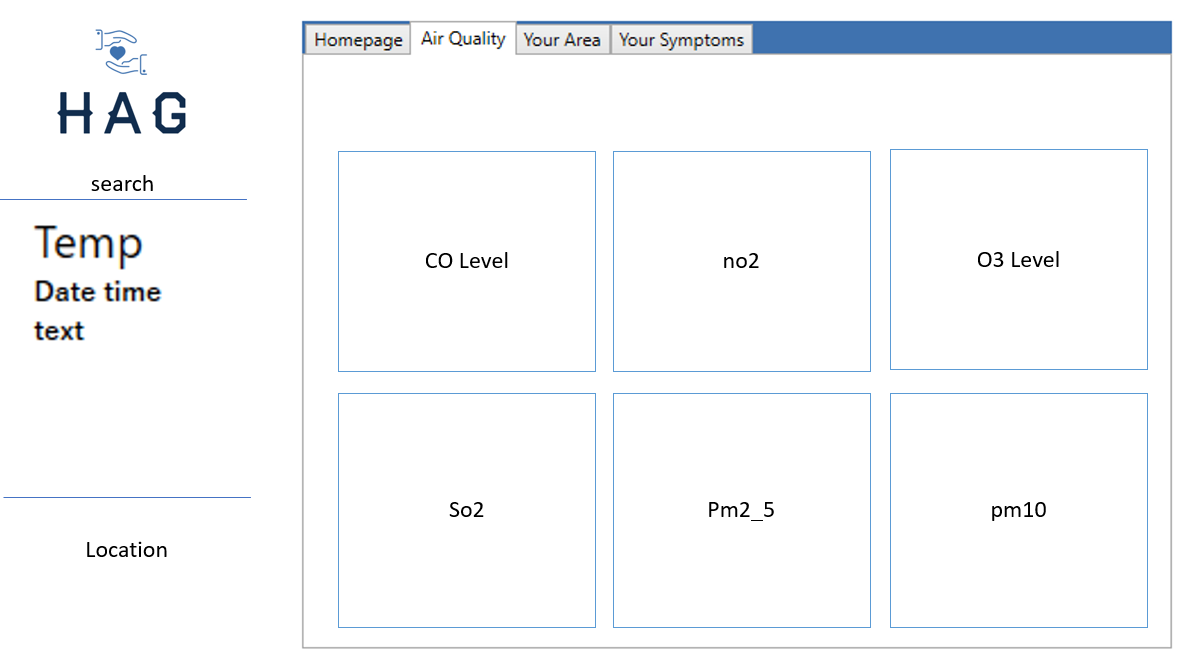 HAG
search
Temp
Date time
text
Location
Homepage Air Quality Your Area Your Symptoms
CO Level no2 O3 Level
So2 Pm2_5 pm10